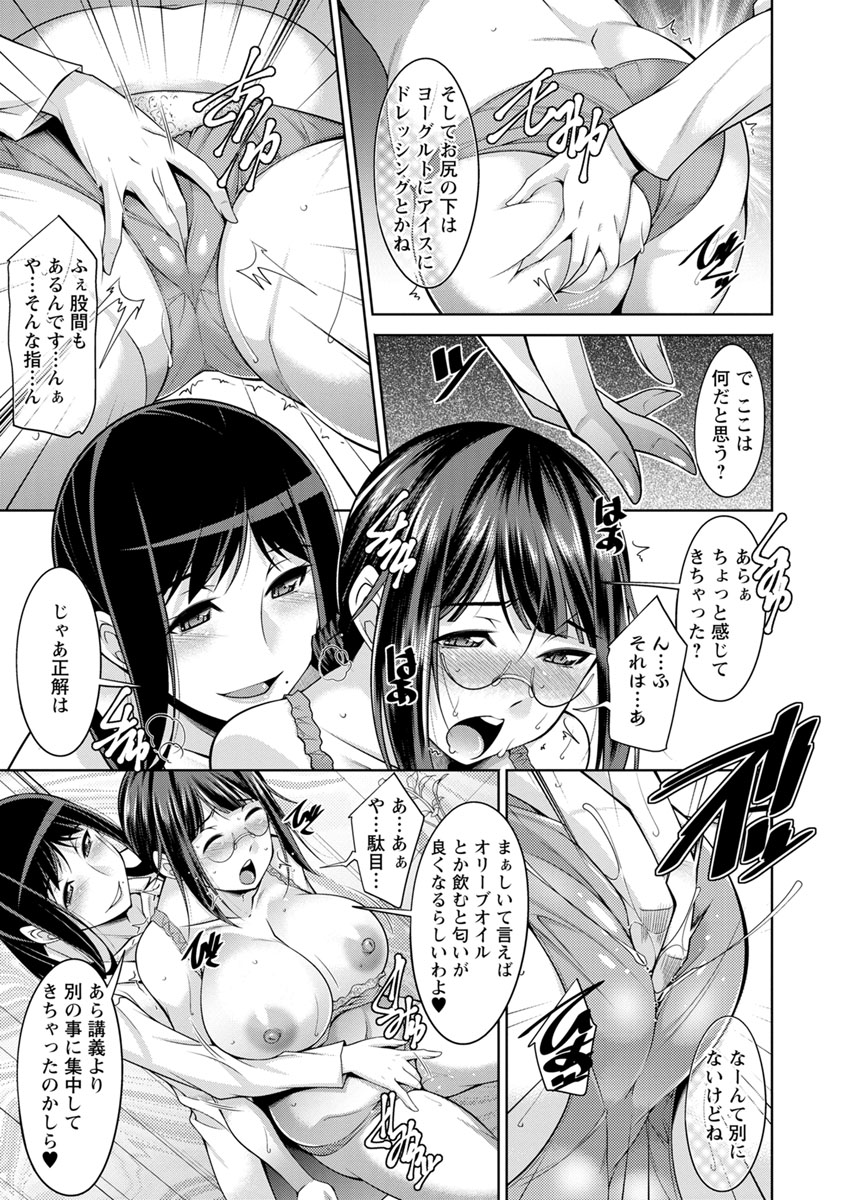 そしてお尻の下は
ヨーグルトにアイスに
ドレッシングとかね
ふぇ股間も
あるんです…んぁ
や…そんな指…ん
で ここは
何だと思う?
あらぁ
ちょっと感じて
きちゃった?
ん…ふ
それは…あ
じゃあ正解は
なーんて別に
ないけどね
まぁしいて言えば
オリーブオイル
とか飲むと匂いが
良くなるらしいわよ♥
あ…あぁ
や…駄目…
あら講義より
別の事に集中して
きちゃったのかしら♥